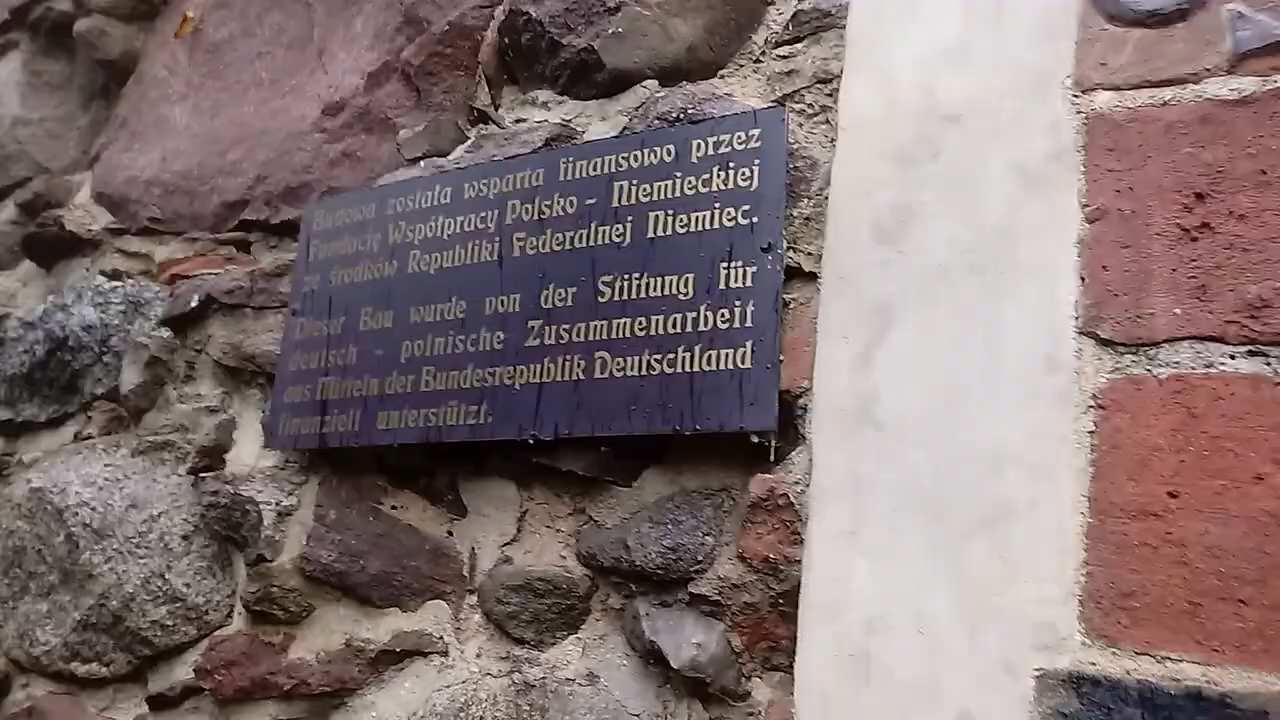 Budowa została wsparta finansowo przez
Fundację Współpracy Polsko - Niemieckiej
ze środków Republiki Federalnej Niemiec.
Dieser Bau wurde von der Stiftung für
deutsch - polnische Zusammenarbeit
aus Mitteln der Bundesrepublik Deutschland
finanziell unterstützt.